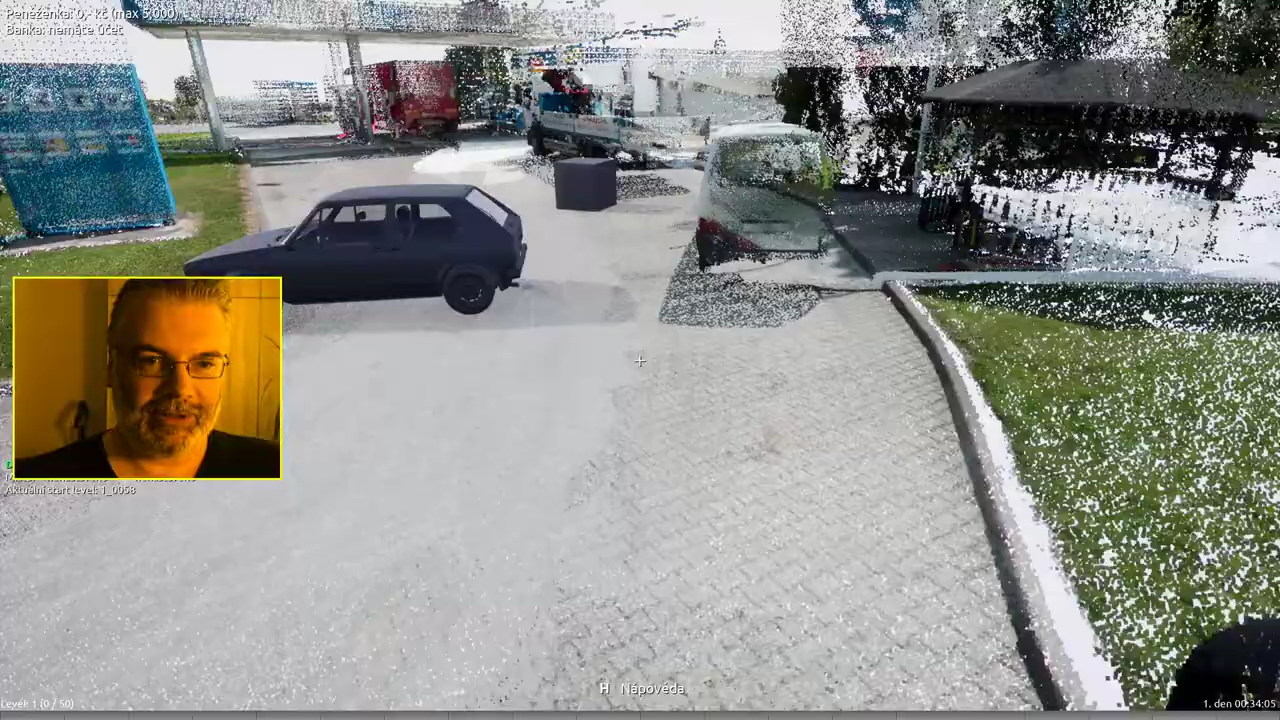 Peněženka: 0,- kč (max 5.000)
Banka: nemáte účet
Aktuální start level: 1_0058
H Nápověda
Level: 1 (0 / 50)
1. den 00:34:05